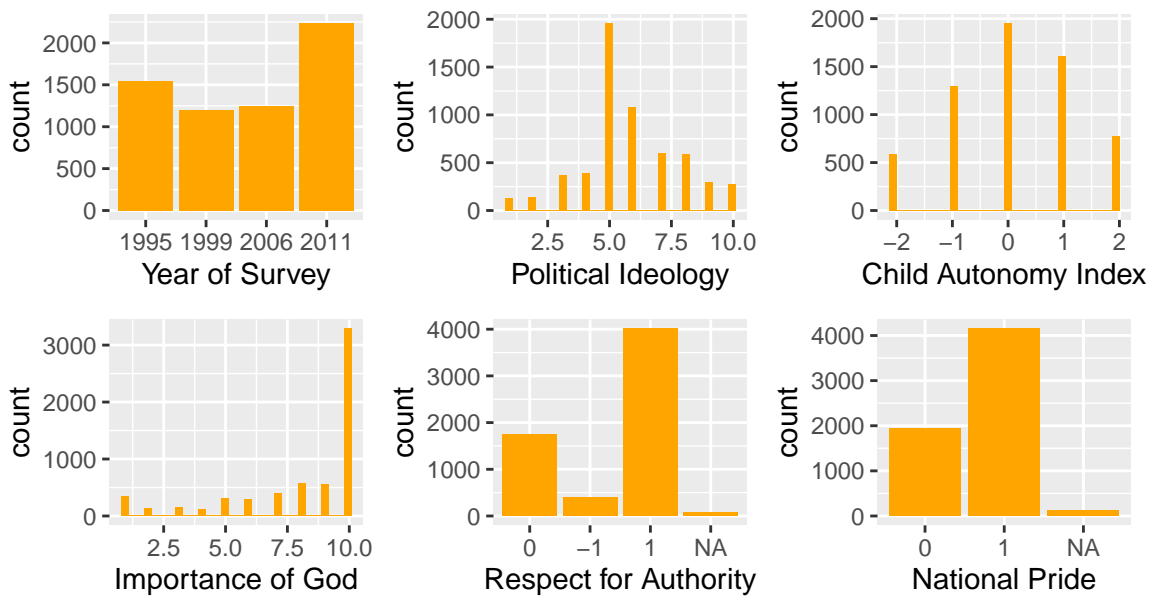 count
2000
1500
1000
500
0
1995 1999 2006 2011
Year of Survey
count
2000
1500
1000
500
0
2.5 5.0 7.5 10.0
Political Ideology
count
2000
1500
1000
500
0
−2 −1 0 1 2
Child Autonomy Index
count
3000
2000
1000
0
2.5 5.0 7.5 10.0
Importance of God
count
4000
3000
2000
1000
0
0 −1 1 NA
Respect for Authority
count
4000
3000
2000
1000
0
0 1 NA
National Pride